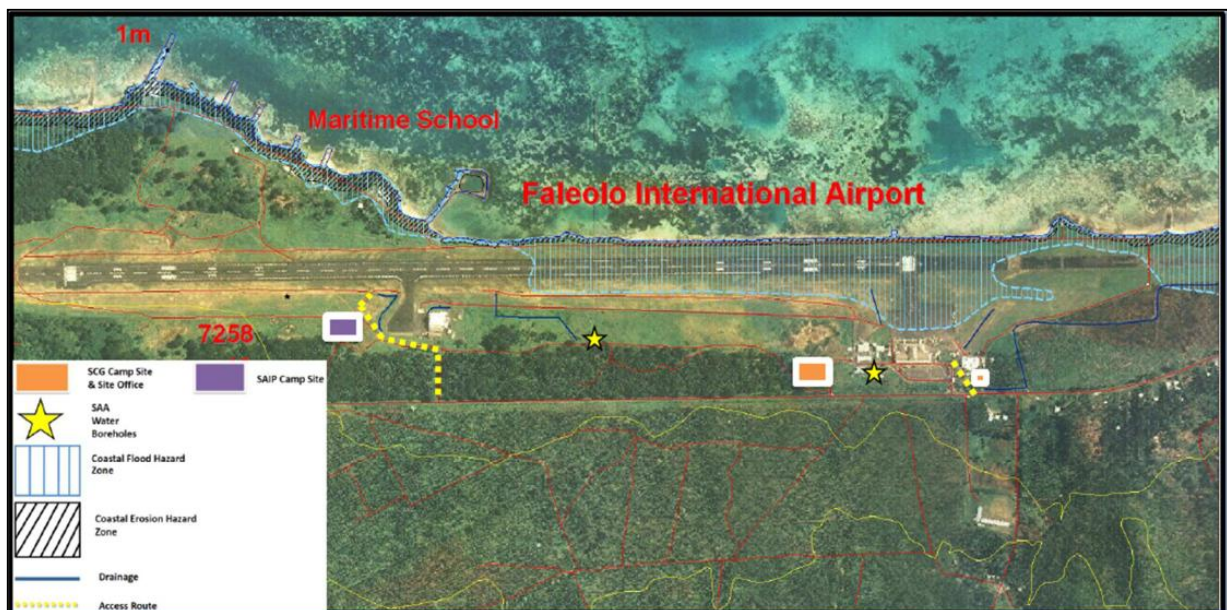 1m
Maritime School
Faleolo International Airport
7258
SCG Camp Site
& Site Office
SAIP Camp Site
SAA
Water
Boreholes
Coastal Flood Hazard
Zone
Coastal Erosion Hazard
Zone
Drainage
Access Route